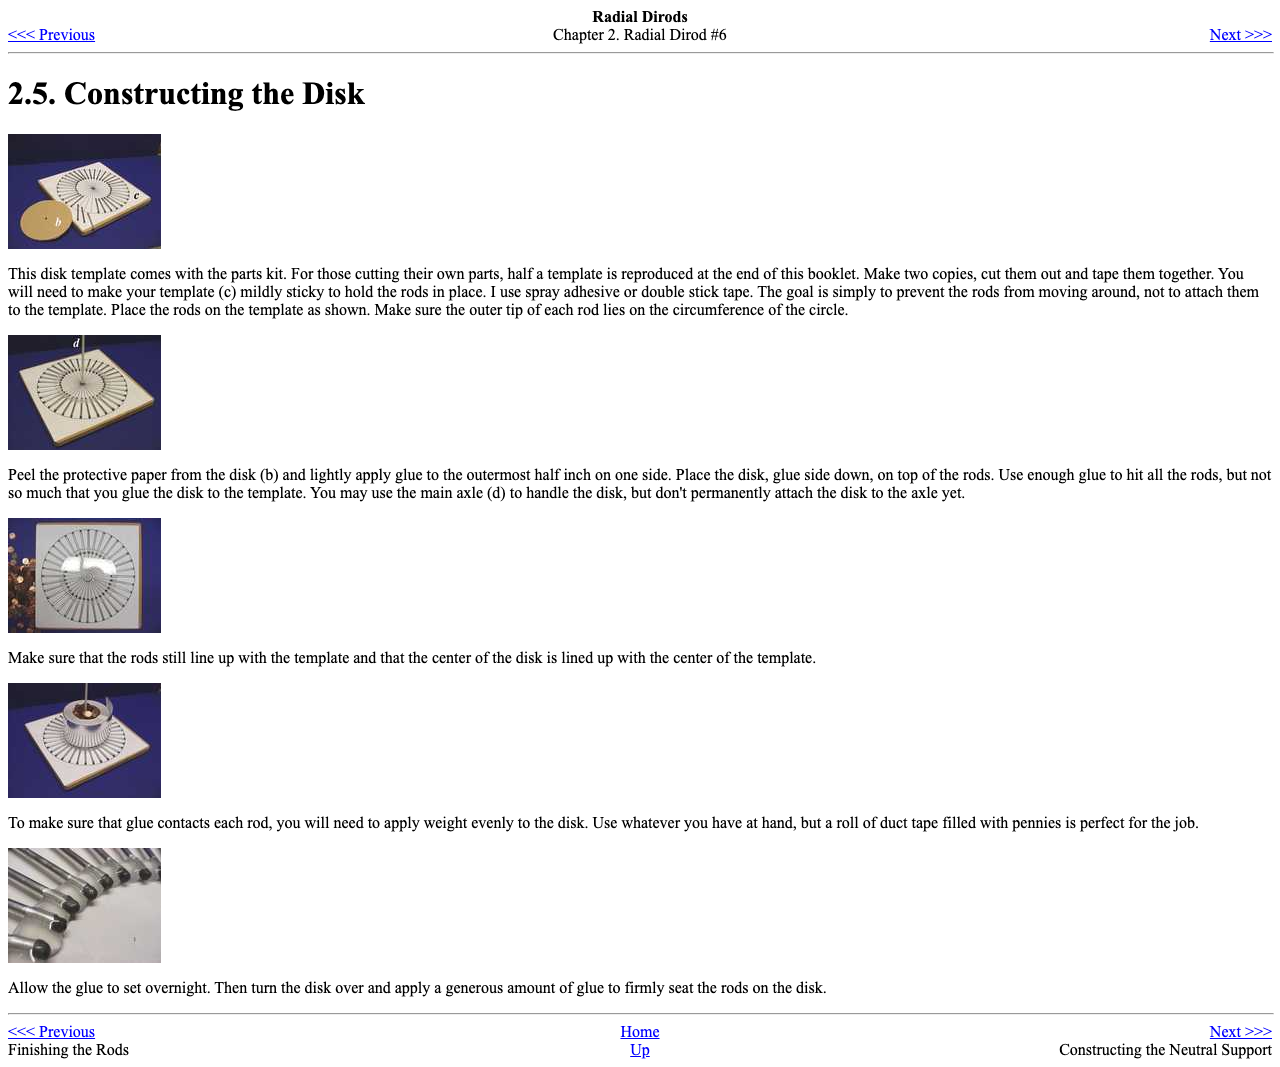 Radial Dirods
<<< Previous Chapter 2. Radial Dirod #6 Next >>>
2.5. Constructing the Disk
c
b
This disk template comes with the parts kit. For those cutting their own parts, half a template is reproduced at the end of this booklet. Make two copies, cut them out and tape them together. You
will need to make your template (c) mildly sticky to hold the rods in place. I use spray adhesive or double stick tape. The goal is simply to prevent the rods from moving around, not to attach them
to the template. Place the rods on the template as shown. Make sure the outer tip of each rod lies on the circumference of the circle.
d
Peel the protective paper from the disk (b) and lightly apply glue to the outermost half inch on one side. Place the disk, glue side down, on top of the rods. Use enough glue to hit all the rods, but not
so much that you glue the disk to the template. You may use the main axle (d) to handle the disk, but don't permanently attach the disk to the axle yet.
Make sure that the rods still line up with the template and that the center of the disk is lined up with the center of the template.
To make sure that glue contacts each rod, you will need to apply weight evenly to the disk. Use whatever you have at hand, but a roll of duct tape filled with pennies is perfect for the job.
Allow the glue to set overnight. Then turn the disk over and apply a generous amount of glue to firmly seat the rods on the disk.
<<< Previous Home Next >>>
Finishing the Rods Up Constructing the Neutral Support